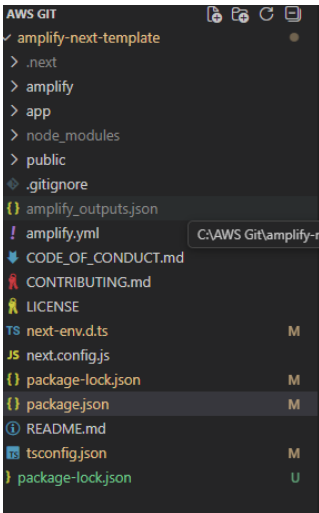 AWS GIT
amplify-next-template
.next
amplify
app
node_modules
public
.gitignore
{} amplify_outputs.json
! amplify.yml
C:\AWS Git\amplify-n
CODE_OF_CONDUCT.md
CONTRIBUTING.md
LICENSE
TS next-env.d.ts M
JS next.config.js
{} package-lock.json M
{} package.json M
README.md
TS tsconfig.json M
} package-lock.json U